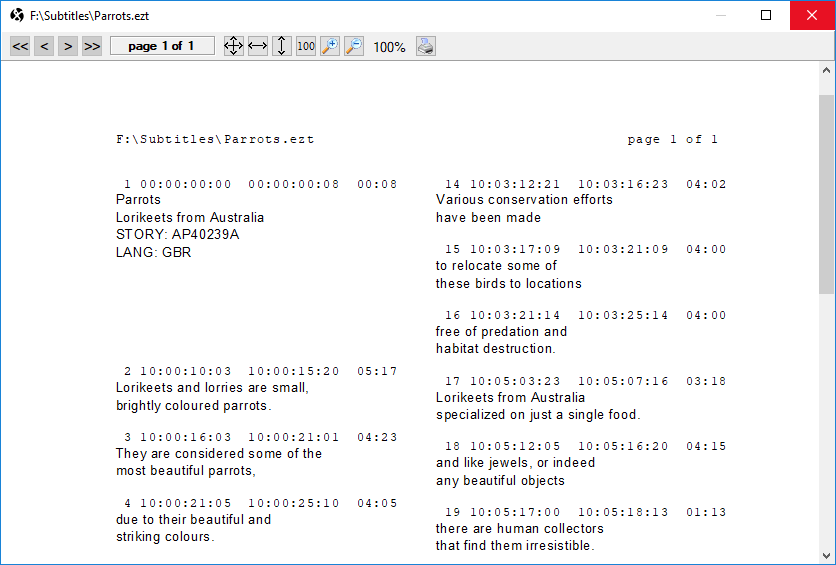 F:\Subtitles\Parrots.ezt
<< < > >> page 1 of 1 100 100%
F:\Subtitles\Parrots.ezt page 1 of 1
1 00:00:00:00 00:00:00:08 00:08
Parrots
Lorikeets from Australia
STORY: AP40239A
LANG: GBR
2 10:00:10:03 10:00:15:20 05:17
Lorikeets and lorries are small,
brightly coloured parrots.
3 10:00:16:03 10:00:21:01 04:23
They are considered some of the
most beautiful parrots,
4 10:00:21:05 10:00:25:10 04:05
due to their beautiful and
striking colours.
14 10:03:12:21 10:03:16:23 04:02
Various conservation efforts
have been made
15 10:03:17:09 10:03:21:09 04:00
to relocate some of
these birds to locations
16 10:03:21:14 10:03:25:14 04:00
free of predation and
habitat destruction.
17 10:05:03:23 10:05:07:16 03:18
Lorikeets from Australia
specialized on just a single food.
18 10:05:12:05 10:05:16:20 04:15
and like jewels, or indeed
any beautiful objects
19 10:05:17:00 10:05:18:13 01:13
there are human collectors
that find them irresistible.